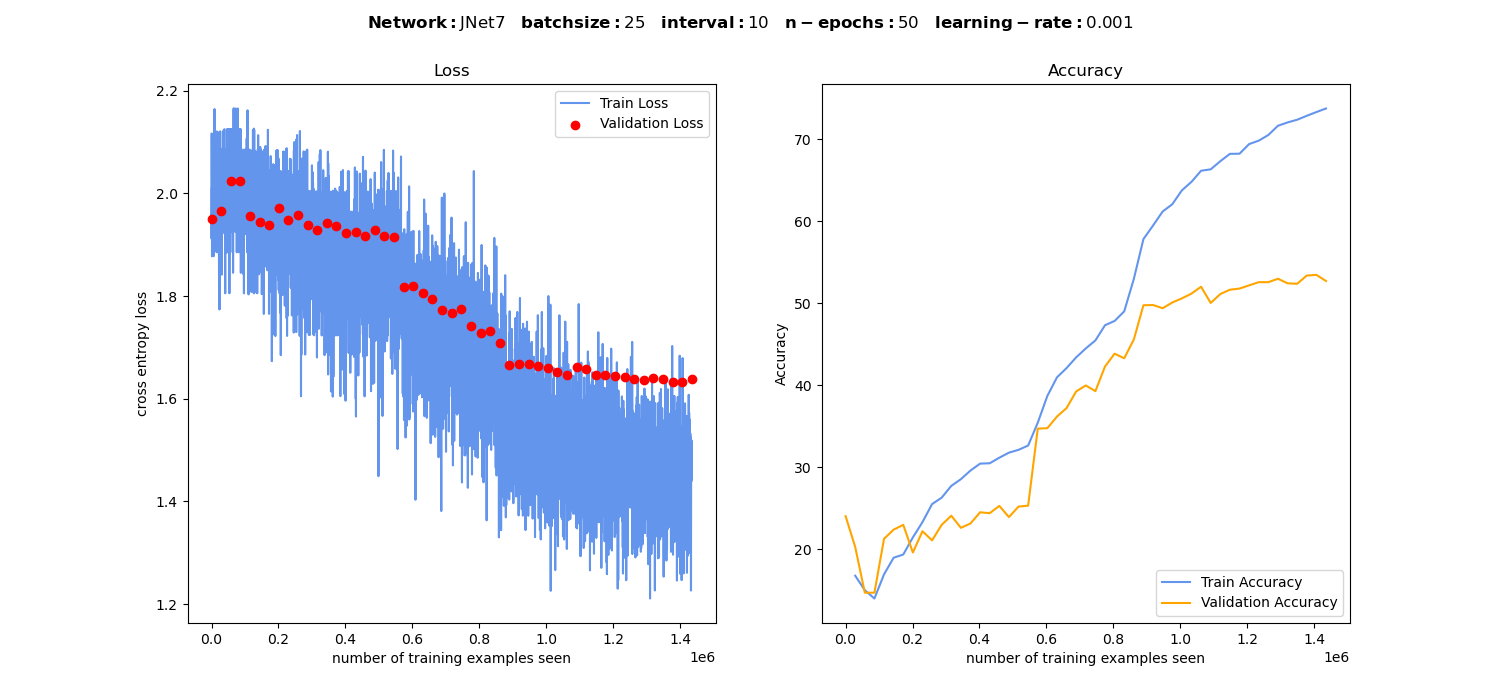 Network: JNet7 batchsize: 25 interval: 10 n−epochs: 50 learning−rate: 0.001
Loss
Accuracy
2.2
2.0
1.8
1.6
1.4
1.2
cross entropy loss
Train Loss
Validation Loss
0.0 0.2 0.4 0.6 0.8 1.0 1.2 1.4
1e6
number of training examples seen
70
60
50
40
30
20
Accuracy
Train Accuracy
Validation Accuracy
0.0 0.2 0.4 0.6 0.8 1.0 1.2 1.4
1e6
number of training examples seen